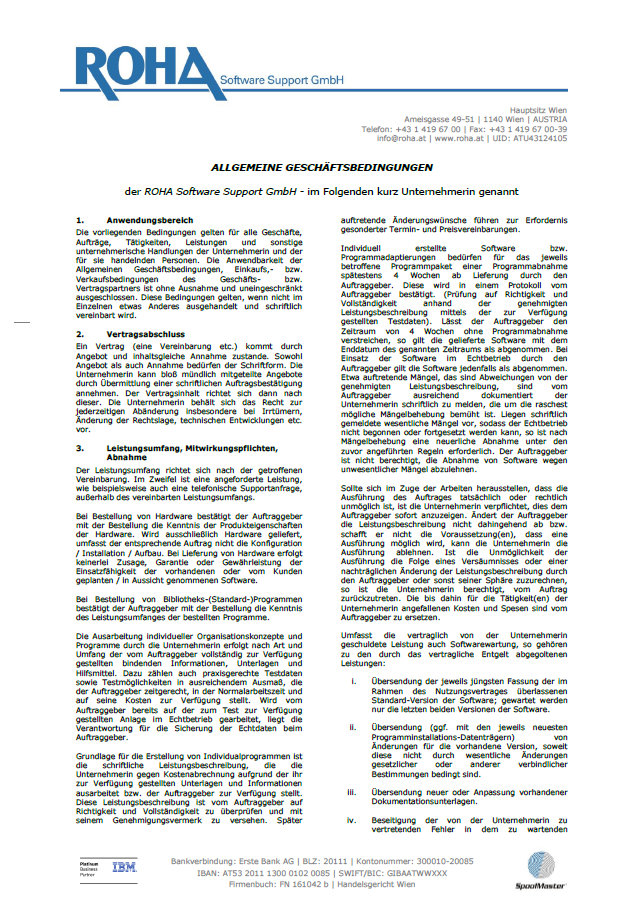 ROHA Software Support GmbH
Hauptsitz Wien
Ameisgasse 49-51 | 1140 Wien | AUSTRIA
Telefon: +43 1 419 67 00 | Fax: +43 1 419 67 00-39
info@roha.at | www.roha.at | UID: ATU43124105
ALLGEMEINE GESCHÄFTSBEDINGUNGEN
der ROHA Software Support GmbH - im Folgenden kurz Unternehmerin genannt
1. Anwendungsbereich
Die vorliegenden Bedingungen gelten für alle Geschäfte,
Aufträge, Tätigkeiten, Leistungen und sonstige
unternehmerische Handlungen der Unternehmerin und der
für sie handelnden Personen. Die Anwendbarkeit der
Allgemeinen Geschäftsbedingungen, Einkaufs,- bzw.
Verkaufsbedingungen des Geschäfts- bzw.
Vertragspartners ist ohne Ausnahme und uneingeschränkt
ausgeschlossen. Diese Bedingungen gelten, wenn nicht im
Einzelnen etwas Anderes ausgehandelt und schriftlich
vereinbart wird.
2. Vertragsabschluss
Ein Vertrag (eine Vereinbarung etc.) kommt durch
Angebot und inhaltsgleiche Annahme zustande. Sowohl
Angebot als auch Annahme bedürfen der Schriftform. Die
Unternehmerin kann bloß mündlich mitgeteilte Angebote
durch Übermittlung einer schriftlichen Auftragsbestätigung
annehmen. Der Vertragsinhalt richtet sich dann nach
dieser. Die Unternehmerin behält sich das Recht zur
jederzeitigen Abänderung insbesondere bei Irrtümern,
Änderung der Rechtslage, technischen Entwicklungen etc.
vor.
3. Leistungsumfang, Mitwirkungspflichten,
Abnahme
Der Leistungsumfang richtet sich nach der getroffenen
Vereinbarung. Im Zweifel ist eine angeforderte Leistung,
wie beispielsweise auch eine telefonische Supportanfrage,
außerhalb des vereinbarten Leistungsumfangs.
Bei Bestellung von Hardware bestätigt der Auftraggeber
mit der Bestellung die Kenntnis der Produkteigenschaften
der Hardware. Wird ausschließlich Hardware geliefert,
umfasst der entsprechende Auftrag nicht die Konfiguration
/ Installation / Aufbau. Bei Lieferung von Hardware erfolgt
keinerlei Zusage, Garantie oder Gewährleistung der
Einsatzfähigkeit der vorhandenen oder vom Kunden
geplanten / in Aussicht genommenen Software.
Bei Bestellung von Bibliotheks-(Standard-)Programmen
bestätigt der Auftraggeber mit der Bestellung die Kenntnis
des Leistungsumfanges der bestellten Programme.
Die Ausarbeitung individueller Organisationskonzepte und
Programme durch die Unternehmerin erfolgt nach Art und
Umfang der vom Auftraggeber vollständig zur Verfügung
gestellten bindenden Informationen, Unterlagen und
Hilfsmittel. Dazu zählen auch praxisgerechte Testdaten
sowie Testmöglichkeiten in ausreichendem Ausmaß, die
der Auftraggeber zeitgerecht, in der Normalarbeitszeit und
auf seine Kosten zur Verfügung stellt. Wird vom
Auftraggeber bereits auf der zum Test zur Verfügung
gestellten Anlage im Echtbetrieb gearbeitet, liegt die
Verantwortung für die Sicherung der Echtdaten beim
Auftraggeber.
Grundlage für die Erstellung von Individualprogrammen ist
die schriftliche Leistungsbeschreibung, die die
Unternehmerin gegen Kostenabrechnung aufgrund der ihr
zur Verfügung gestellten Unterlagen und Informationen
ausarbeitet bzw. der Auftraggeber zur Verfügung stellt.
Diese Leistungsbeschreibung ist vom Auftraggeber auf
Richtigkeit und Vollständigkeit zu überprüfen und mit
seinem Genehmigungsvermerk zu versehen. Später
auftretende Änderungswünsche führen zur Erfordernis
gesonderter Termin- und Preisvereinbarungen.
Individuell erstellte Software bzw.
Programmadaptierungen bedürfen für das jeweils
betroffene Programmpaket einer Programmabnahme
spätestens 4 Wochen ab Lieferung durch den
Auftraggeber. Diese wird in einem Protokoll vom
Auftraggeber bestätigt. (Prüfung auf Richtigkeit und
Vollständigkeit anhand der genehmigten
Leistungsbeschreibung mittels der zur Verfügung
gestellten Testdaten). Lässt der Auftraggeber den
Zeitraum von 4 Wochen ohne Programmabnahme
verstreichen, so gilt die gelieferte Software mit dem
Enddatum des genannten Zeitraums als abgenommen. Bei
Einsatz der Software im Echtbetrieb durch den
Auftraggeber gilt die Software jedenfalls als abgenommen.
Etwa auftretende Mängel, das sind Abweichungen von der
genehmigten Leistungsbeschreibung, sind vom
Auftraggeber ausreichend dokumentiert der
Unternehmerin schriftlich zu melden, die um die raschest
mögliche Mängelbehebung bemüht ist. Liegen schriftlich
gemeldete wesentliche Mängel vor, sodass der Echtbetrieb
nicht begonnen oder fortgesetzt werden kann, so ist nach
Mängelbehebung eine neuerliche Abnahme unter den
zuvor angeführten Regeln erforderlich. Der Auftraggeber
ist nicht berechtigt, die Abnahme von Software wegen
unwesentlicher Mängel abzulehnen.
Sollte sich im Zuge der Arbeiten herausstellen, dass die
Ausführung des Auftrages tatsächlich oder rechtlich
unmöglich ist, ist die Unternehmerin verpflichtet, dies dem
Auftraggeber sofort anzuzeigen. Ändert der Auftraggeber
die Leistungsbeschreibung nicht dahingehend ab bzw.
schafft er nicht die Voraussetzung(en), dass eine
Ausführung möglich wird, kann die Unternehmerin die
Ausführung ablehnen. Ist die Unmöglichkeit der
Ausführung die Folge eines Versäumnisses oder einer
nachträglichen Änderung der Leistungsbeschreibung durch
den Auftraggeber oder sonst seiner Sphäre zuzurechnen,
so ist die Unternehmerin berechtigt, vom Auftrag
zurückzutreten. Die bis dahin für die Tätigkeit(en) der
Unternehmerin angefallenen Kosten und Spesen sind vom
Auftraggeber zu ersetzen.
Umfasst die vertraglich von der Unternehmerin
geschuldete Leistung auch Softwarewartung, so gehören
zu den durch das vertragliche Entgelt abgegoltenen
Leistungen:
i. Übersendung der jeweils jüngsten Fassung der im
Rahmen des Nutzungsvertrages überlassenen
Standard-Version der Software; gewartet werden
nur die letzten beiden Versionen der Software.
ii. Übersendung (ggf. mit den jeweils neuesten
Programminstallations-Datenträgern) von
Änderungen für die vorhandene Version, soweit
diese nicht durch wesentliche Änderungen
gesetzlicher oder anderer verbindlicher
Bestimmungen bedingt sind.
iii. Übersendung neuer oder Anpassung vorhandener
Dokumentationsunterlagen.
iv. Beseitigung der von der Unternehmerin zu
vertretenden Fehler in dem zu wartenden
Platinum
Business
Partner
IBM
Bankverbindung: Erste Bank AG | BLZ: 20111 | Kontonummer: 300010-20085
IBAN: AT53 2011 1300 0102 0085 | SWIFT/BIC: GIBAATWWXXX
Firmenbuch: FN 161042 b | Handelsgericht Wien
SpoolMaster